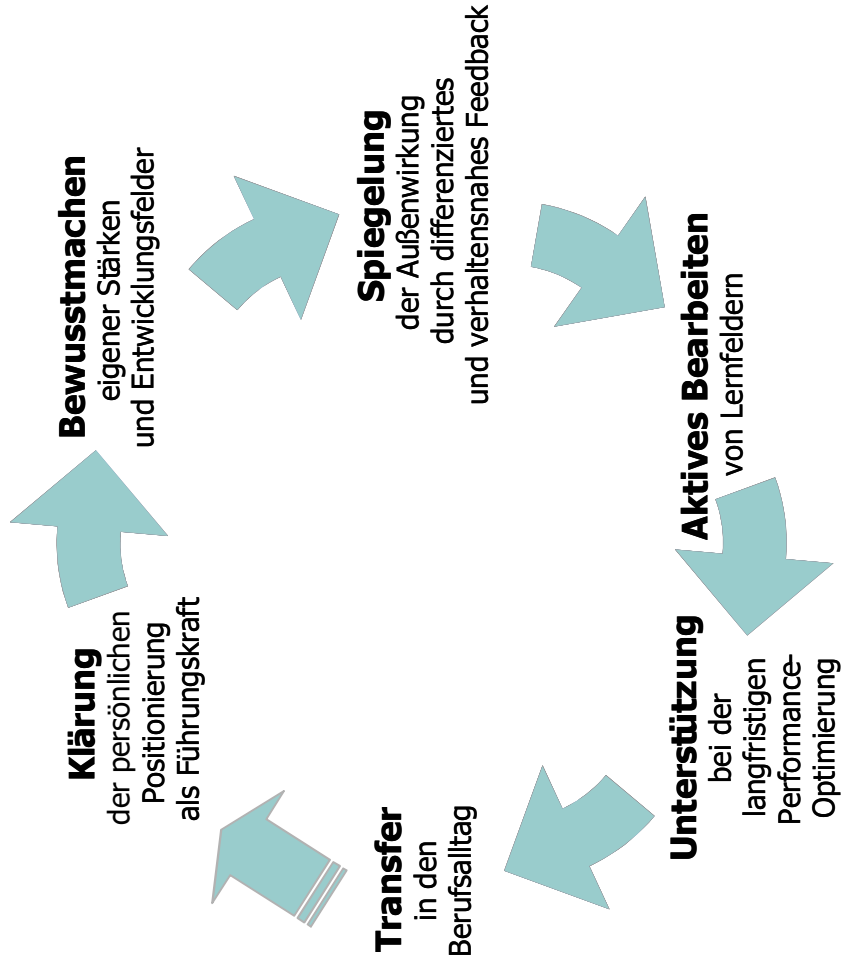 Klärung
der persönlichen
Positionierung
als Führungskraft
Bewusstmachen
eigener Stärken
und Entwicklungsfelder
Spiegelung
der Außenwirkung
durch differenziertes
und verhaltensnahes Feedback
Aktives Bearbeiten
von Lernfeldern
Unterstützung
bei der
langfristigen
Performance-
Optimierung
Transfer
in den
Berufsalltag